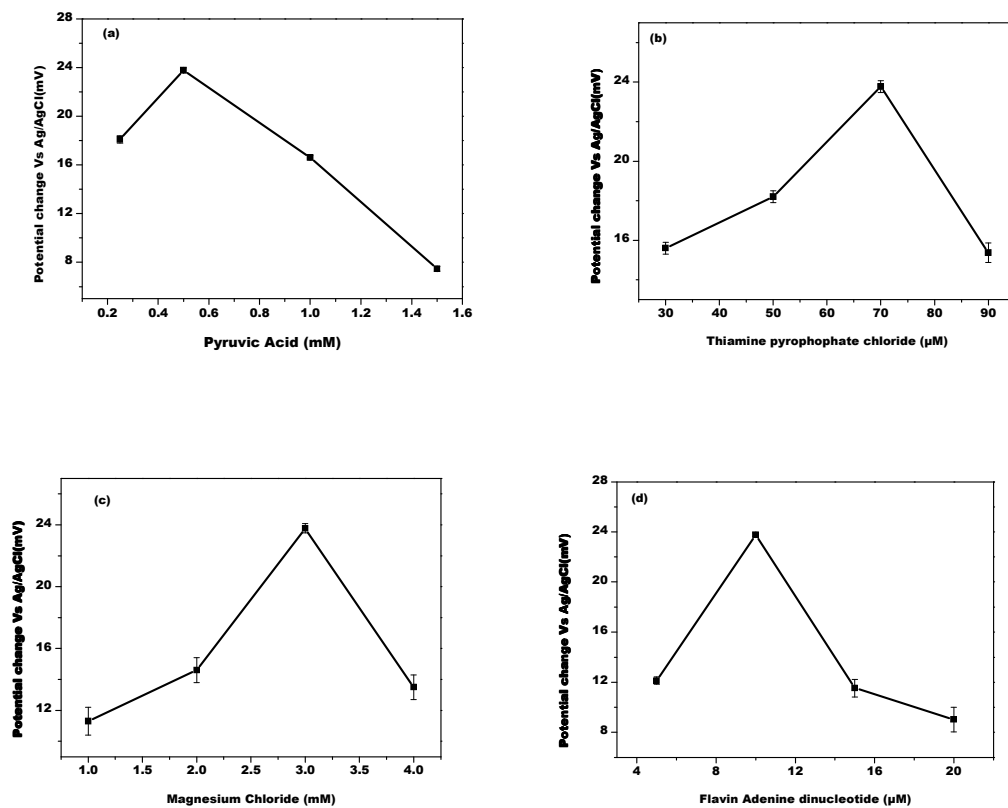 (a)
Potential change Vs Ag/AgCl(mV)
28
24
20
16
12
8
0.2 0.4 0.6 0.8 1.0 1.2 1.4 1.6
Pyruvic Acid (mM)
(b)
Potential change Vs Ag/AgCl(mV)
24
20
16
30 40 50 60 70 80 90
Thiamine pyrophophate chloride (µM)
(c)
Potential change Vs Ag/AgCl(mV)
24
20
16
12
1.0 1.5 2.0 2.5 3.0 3.5 4.0
Magnesium Chloride (mM)
(d)
Potential change Vs Ag/AgCl(mV)
28
24
20
16
12
8
4 8 12 16 20
Flavin Adenine dinucleotide (µM)